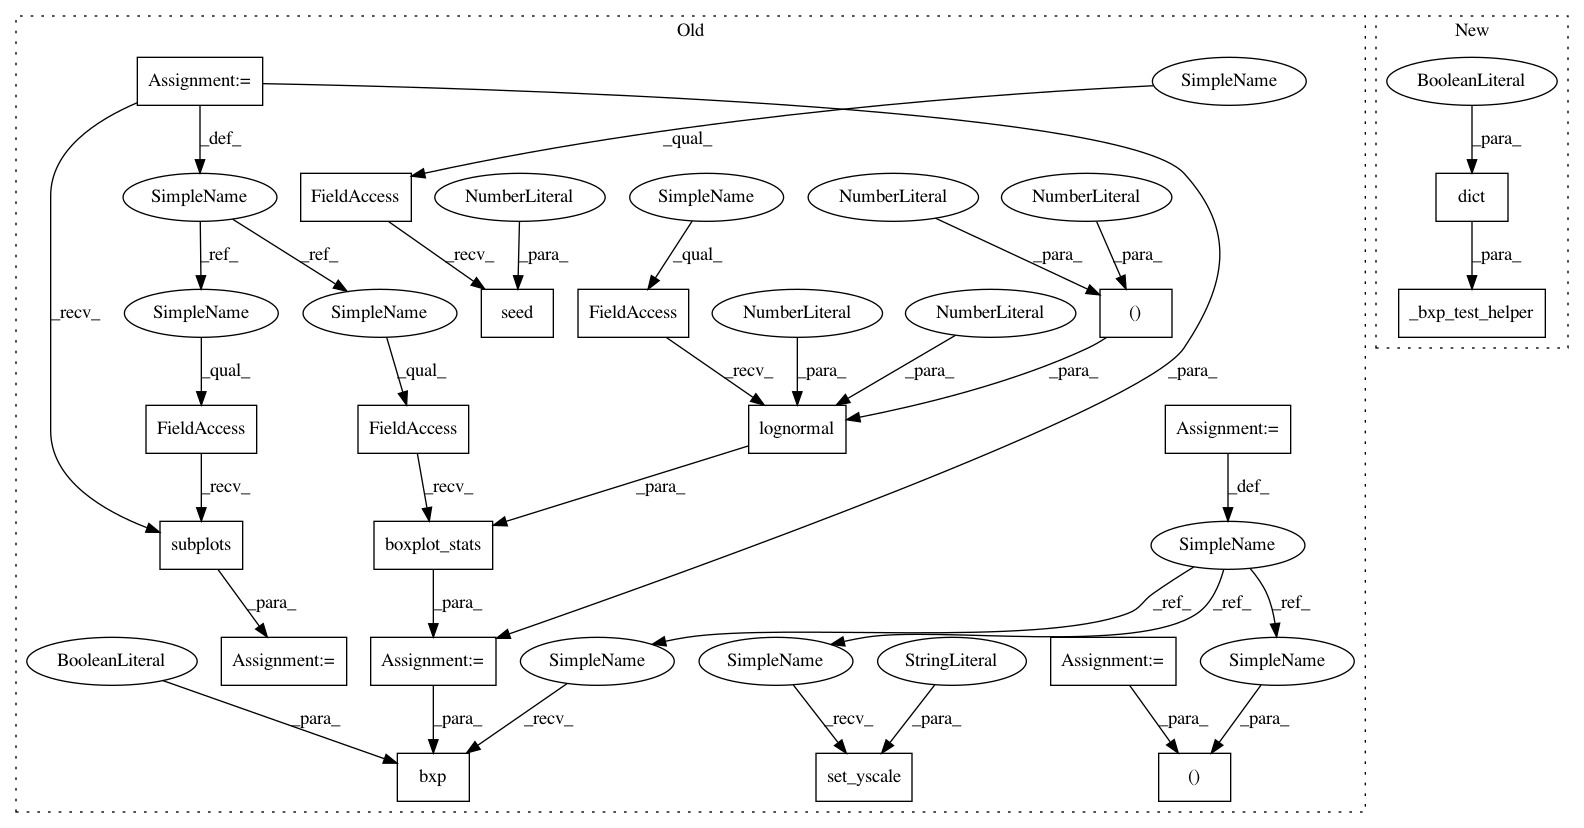 Old
New
Assignment:=
SimpleName
BooleanLiteral
_def_
_qual_
_para_
SimpleName
FieldAccess
NumberLiteral
SimpleName
NumberLiteral
NumberLiteral
dict
_ref_
_ref_
_recv_
_para_
_qual_
_para_
_para_
_para_
_recv_
SimpleName
SimpleName
seed
FieldAccess
NumberLiteral
NumberLiteral
()
_bxp_test_helper
_qual_
_qual_
_recv_
_para_
_para_
_para_
_para_
FieldAccess
FieldAccess
lognormal
Assignment:=
_recv_
_recv_
_para_
_def_
subplots
boxplot_stats
SimpleName
_para_
_para_
_ref_
_ref_
_ref_
BooleanLiteral
Assignment:=
Assignment:=
SimpleName
SimpleName
StringLiteral
Assignment:=
SimpleName
_para_
_para_
_recv_
_recv_
_para_
_para_
_para_
bxp
set_yscale
()